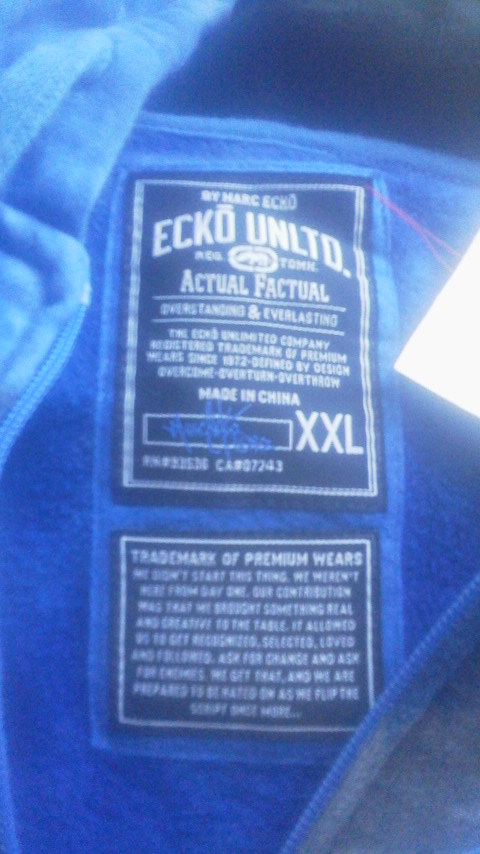 BY MARC ECKŌ
ECKŌ UNLTD.
REG. TDMK.
ACTUAL FACTUAL
OVERSTANDING & EVERLASTING
THE ECKŌ UNLIMITED COMPANY
REGISTERED TRADEMARK OF PREMIUM
WEARS SINCE 1972-DEFINED BY DESIGN
OVERCOME-OVERTURN-OVERTHROW
MADE IN CHINA
XXL
RN#93536 CA#07243
TRADEMARK OF PREMIUM WEARS
WE DIDN'T START THIS THING. WE WEREN'T
HERE FROM DAY ONE. OUR CONTRIBUTION
WAS THAT WE BROUGHT SOMETHING REAL
AND CREATIVE TO THE TABLE. IT ALLOWED
US TO GET RECOGNIZED, SELECTED, LOVED
AND FOLLOWED. ASK FOR CHANGE AND ASK
FOR ENEMIES. WE GET THAT, AND WE ARE
PREPARED TO BE HATED ON AS WE FLIP THE
SCRIPT ONCE MORE...